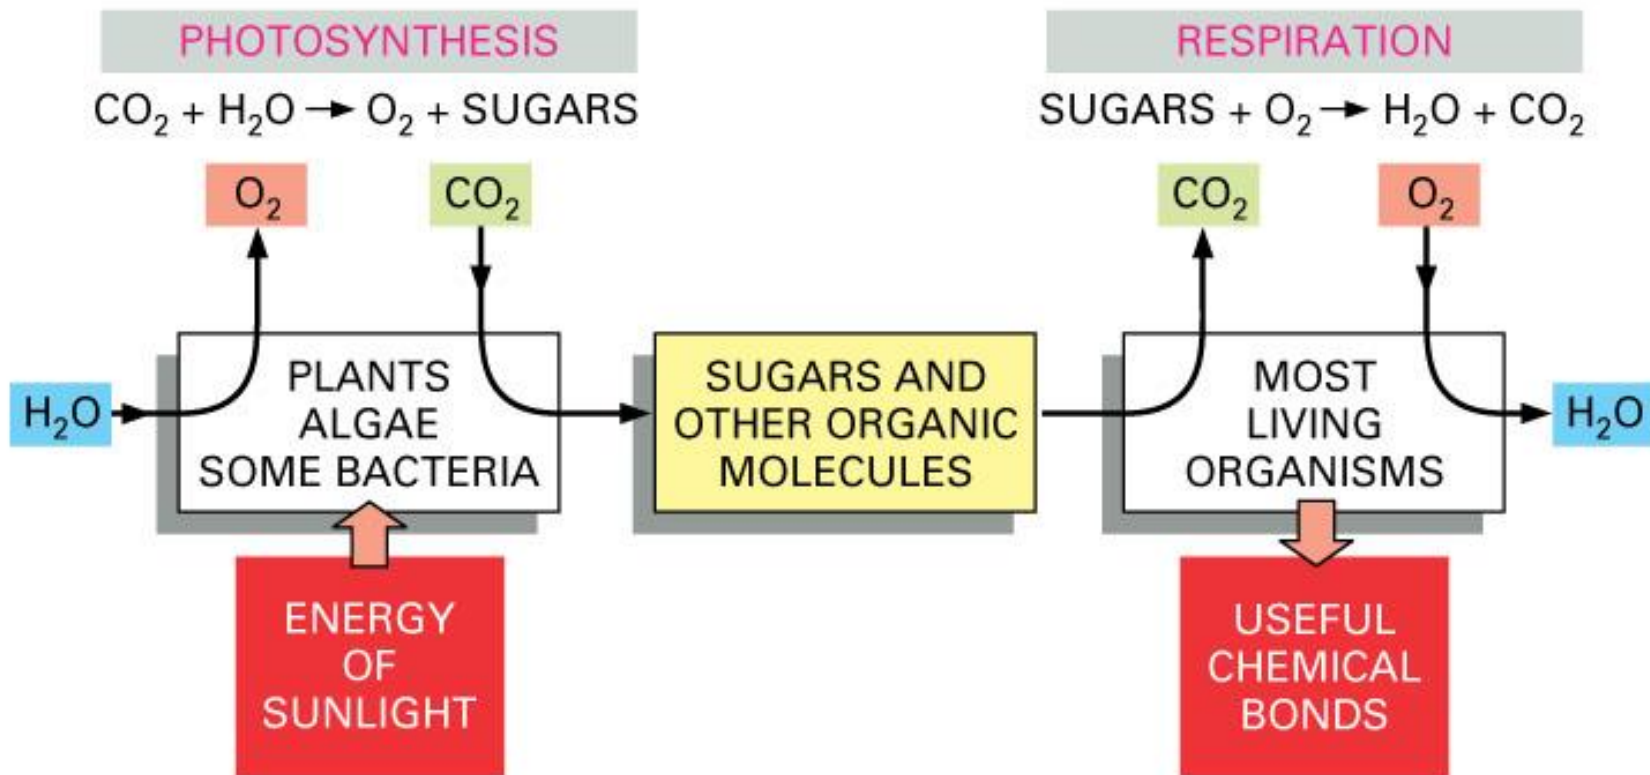 PHOTOSYNTHESIS
CO₂ + H₂O → O₂ + SUGARS
O₂
CO₂
H₂O
PLANTS
ALGAE
SOME BACTERIA
ENERGY
OF
SUNLIGHT
SUGARS AND
OTHER ORGANIC
MOLECULES
RESPIRATION
SUGARS + O₂ → H₂O + CO₂
CO₂
O₂
MOST
LIVING
ORGANISMS
H₂O
USEFUL
CHEMICAL
BONDS